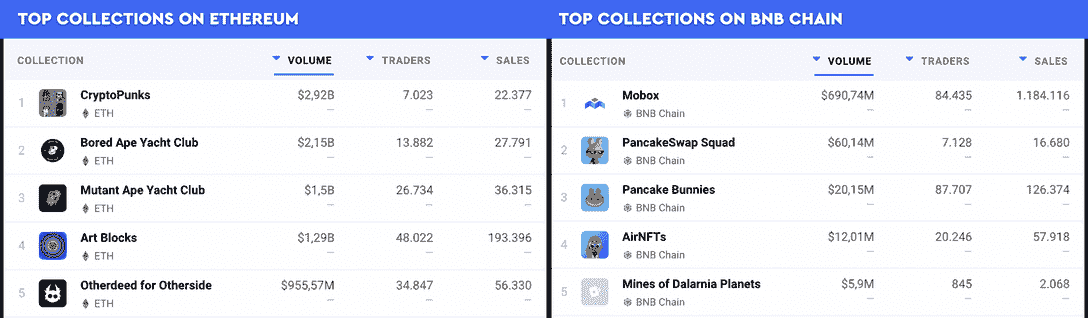 TOP COLLECTIONS ON ETHEREUM
COLLECTION VOLUME TRADERS SALES
1 CryptoPunks $2,92B 7.023 22.377
ETH — — —
2 Bored Ape Yacht Club $2,15B 13.882 27.791
ETH — — —
3 Mutant Ape Yacht Club $1,5B 26.734 36.315
ETH — — —
4 Art Blocks $1,29B 48.022 193.396
ETH — — —
5 Otherdeed for Otherside $955,57M 34.847 56.330
ETH — — —
TOP COLLECTIONS ON BNB CHAIN
COLLECTION VOLUME TRADERS SALES
1 Mobox $690,74M 84.435 1.184.116
BNB Chain — — —
2 PancakeSwap Squad $60,14M 7.128 16.680
BNB Chain — — —
3 Pancake Bunnies $20,15M 87.707 126.374
BNB Chain — — —
4 AirNFTs $12,01M 20.246 57.918
BNB Chain — — —
5 Mines of Dalarnia Planets $5,9M 845 2.068
BNB Chain — — —